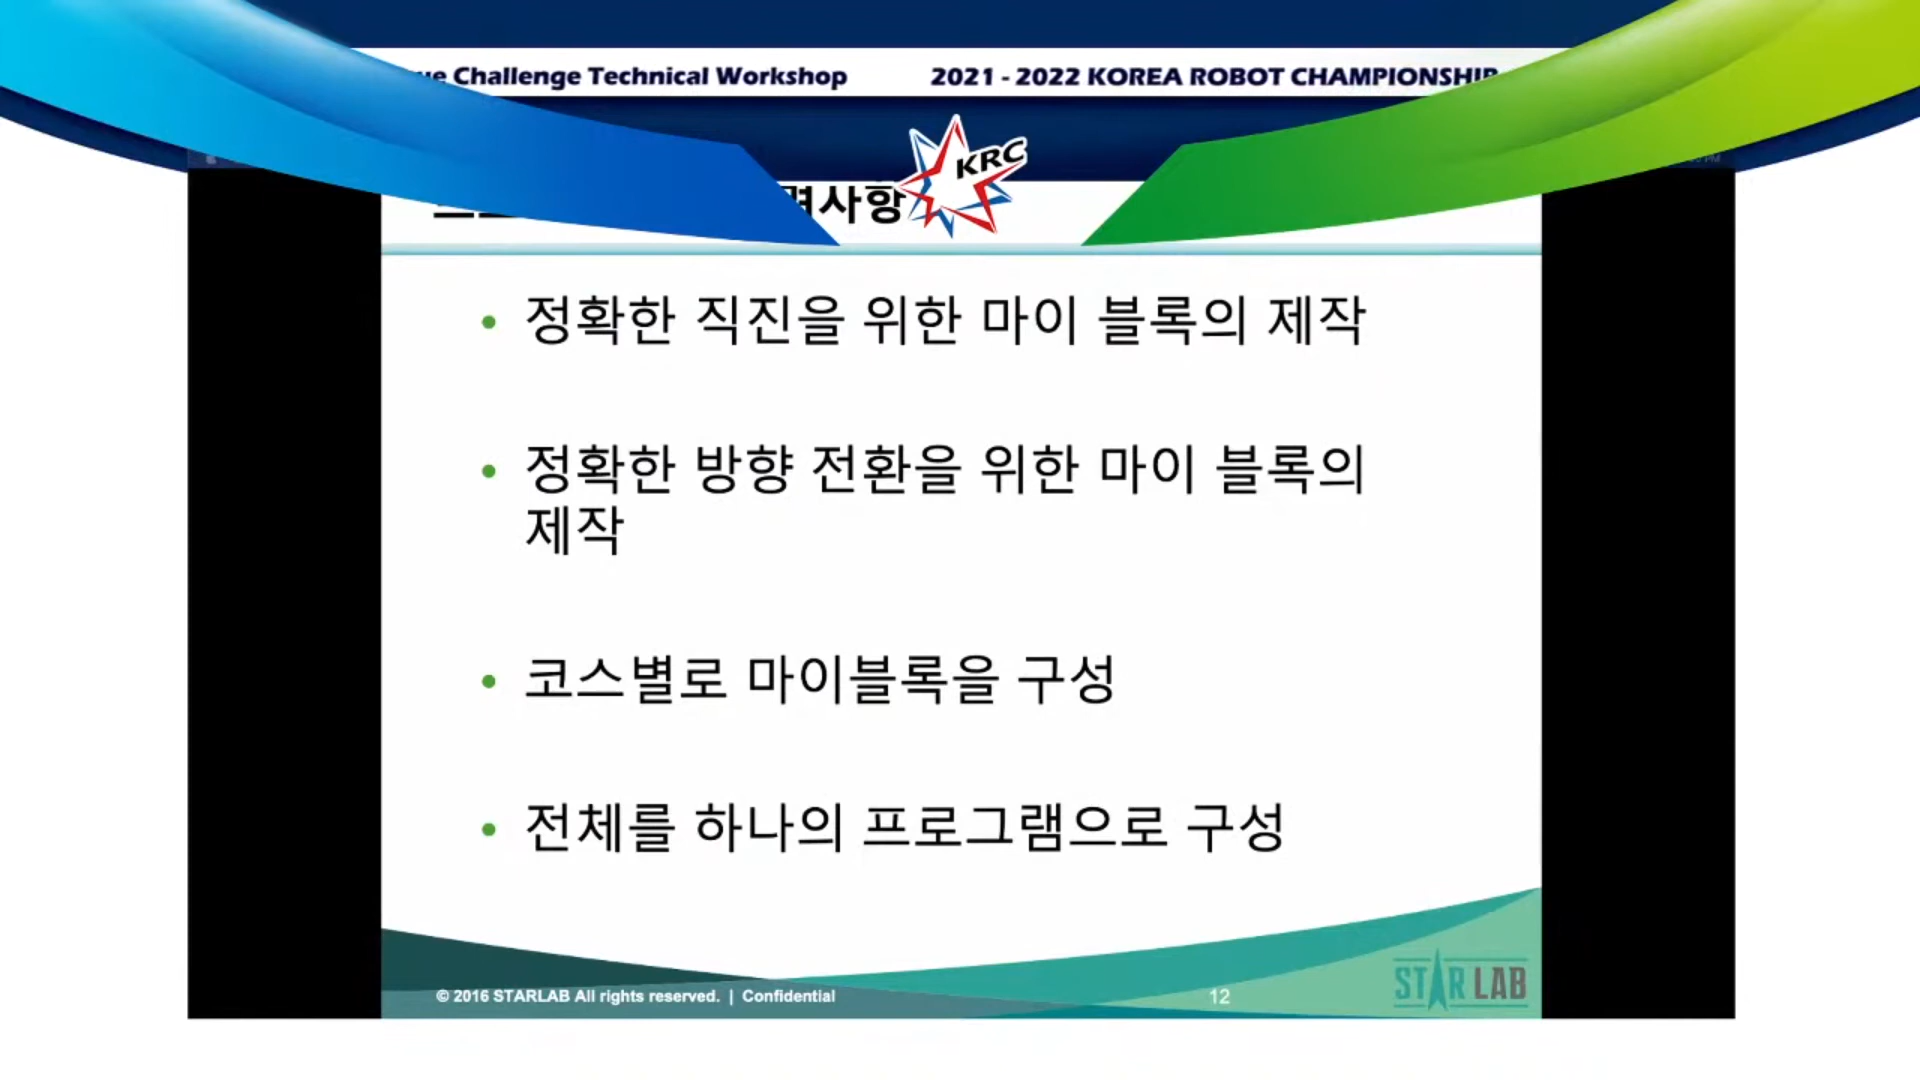 Challenge Technical Workshop
2021 - 2022 KOREA ROBOT CHAMPIONSHIP
KRC
• 정확한 직진을 위한 마이 블록의 제작
• 정확한 방향 전환을 위한 마이 블록의
제작
• 코스별로 마이블록을 구성
• 전체를 하나의 프로그램으로 구성
© 2016 STARLAB All rights reserved. | Confidential
12
STAR LAB